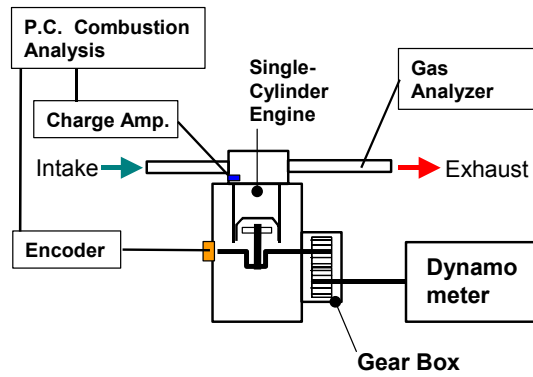 P.C. Combustion
Analysis
Single-
Cylinder
Engine
Gas
Analyzer
Charge Amp.
Intake
Exhaust
Encoder
Dynamo
meter
Gear Box